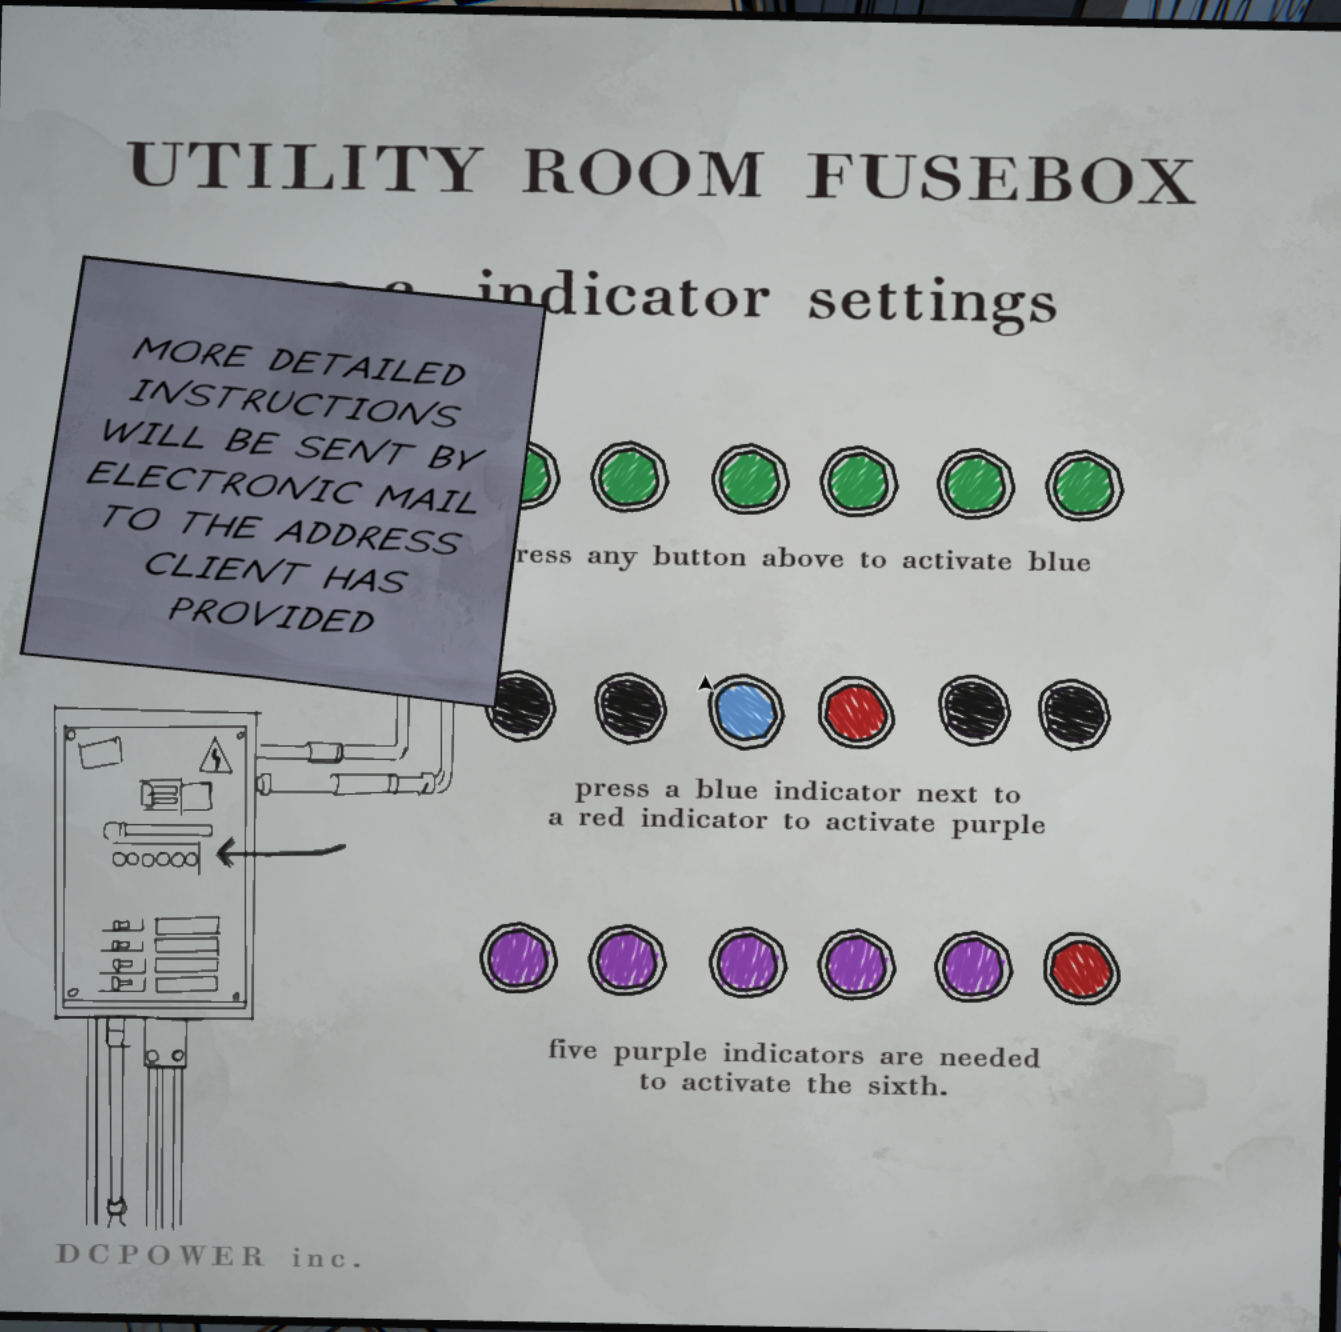 UTILITY ROOM FUSEBOX
indicator settings
MORE DETAILED
INSTRUCTIONS
WILL BE SENT BY
ELECTRONIC MAIL
TO THE ADDRESS
CLIENT HAS
PROVIDED
ress any button above to activate blue
press a blue indicator next to
a red indicator to activate purple
five purple indicators are needed
to activate the sixth.
DCPOWER inc.